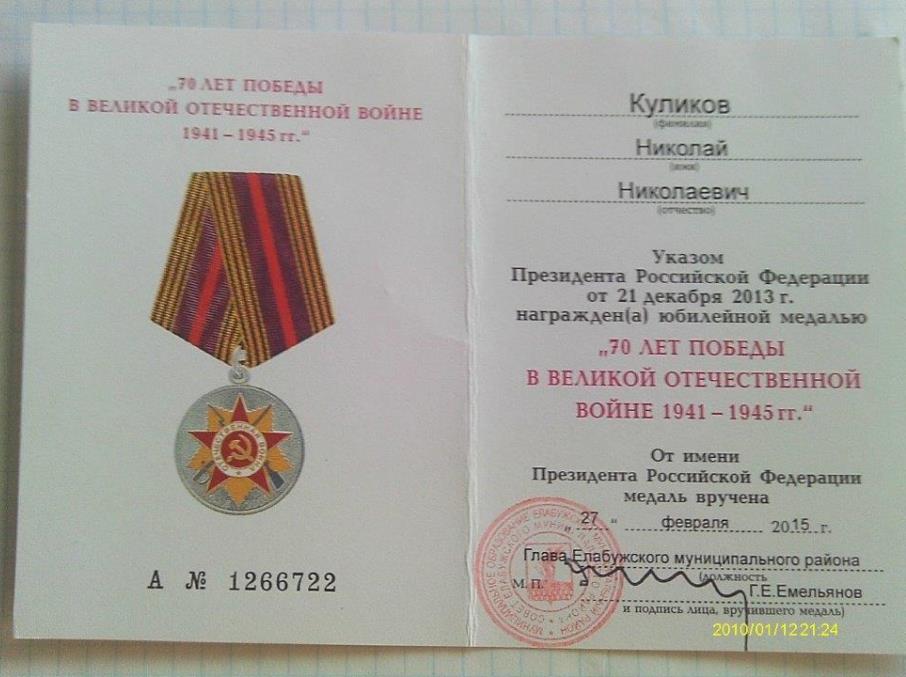 „70 ЛЕТ ПОБЕДЫ
В ВЕЛИКОЙ ОТЕЧЕСТВЕННОЙ ВОЙНЕ
1941 – 1945 гг.“
ОТЕЧЕСТВЕННАЯ ВОЙНА
А № 1266722
Куликов
(фамилия)
Николай
(имя)
Николаевич
(отчество)
Указом
Президента Российской Федерации
от 21 декабря 2013 г.
награжден(а) юбилейной медалью
„70 ЛЕТ ПОБЕДЫ
В ВЕЛИКОЙ ОТЕЧЕСТВЕННОЙ
ВОЙНЕ 1941 – 1945 гг.“
От имени
Президента Российской Федерации
медаль вручена
„27“ февраля 2015 г.
Глава Елабужского муниципального района
М. П. (должность
Г.Е.Емельянов
и подпись лица, вручившего медаль)
2010/01/12 21:24